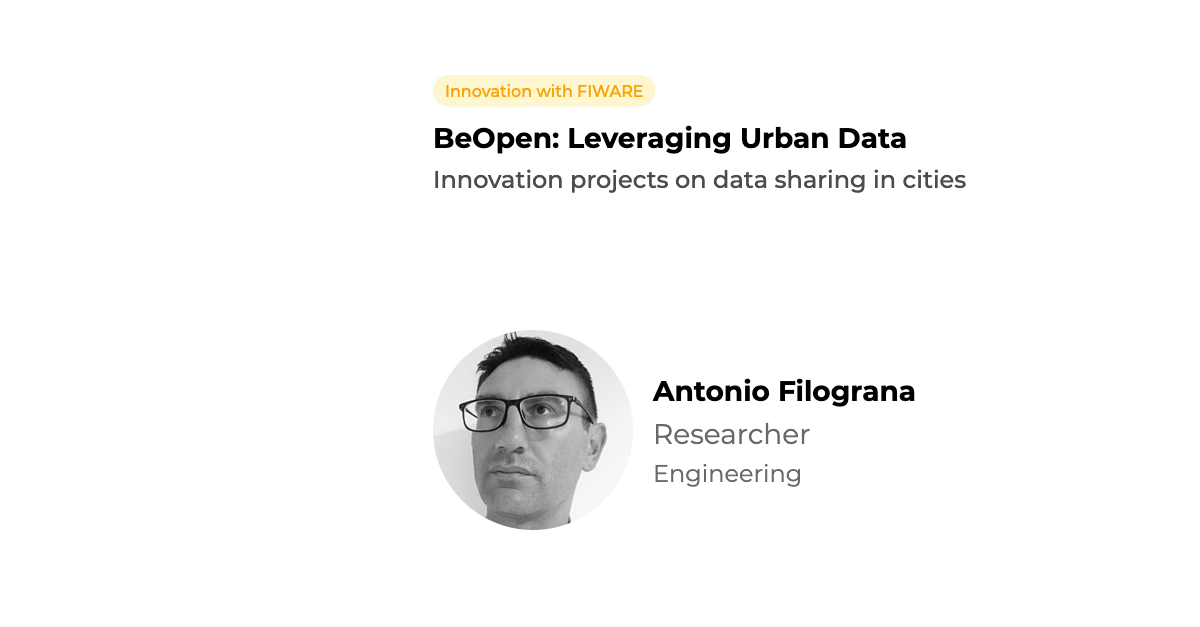 Innovation with FIWARE
BeOpen: Leveraging Urban Data
Innovation projects on data sharing in cities
Antonio Filograna
Researcher
Engineering